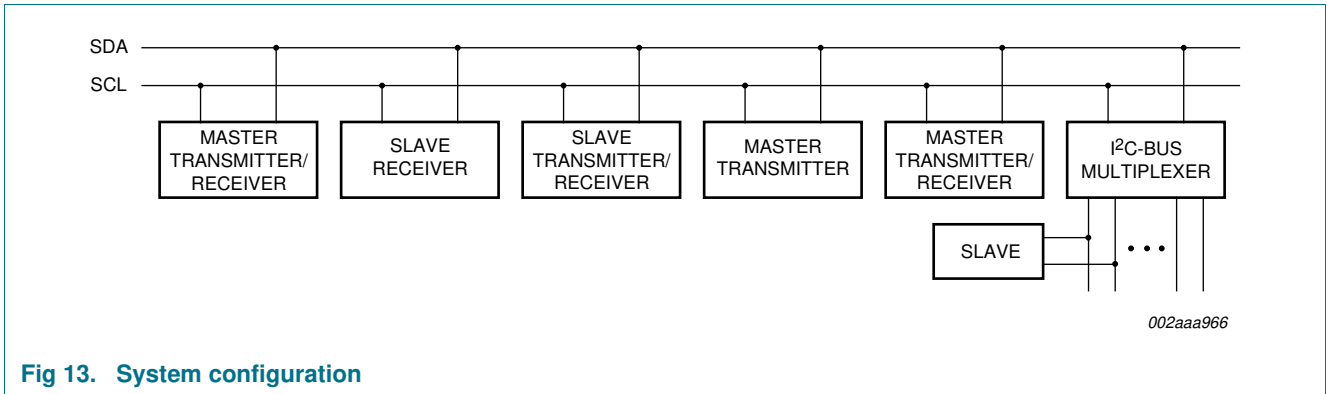 SDA
SCL
MASTER
TRANSMITTER/
RECEIVER
SLAVE
RECEIVER
SLAVE
TRANSMITTER/
RECEIVER
MASTER
TRANSMITTER
MASTER
TRANSMITTER/
RECEIVER
I²C-BUS
MULTIPLEXER
SLAVE
002aaa966
Fig 13. System configuration